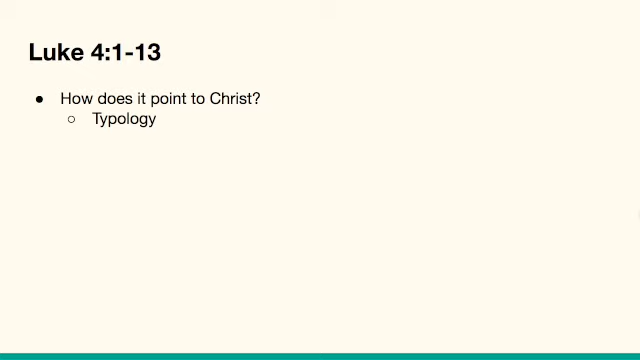 Luke 4:1-13
● How does it point to Christ?
○ Typology